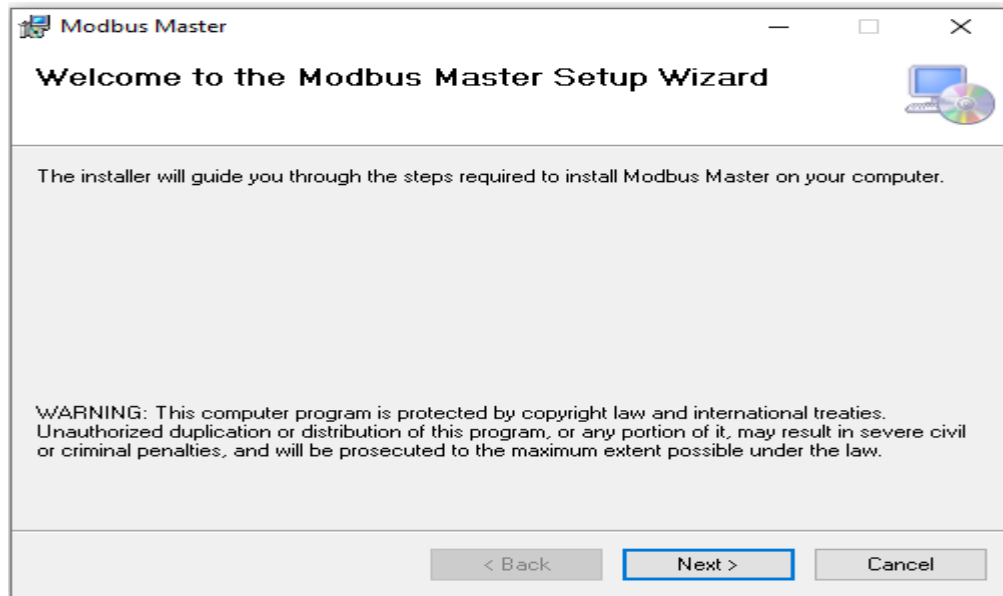 Modbus Master
Welcome to the Modbus Master Setup Wizard
The installer will guide you through the steps required to install Modbus Master on your computer.
WARNING: This computer program is protected by copyright law and international treaties.
Unauthorized duplication or distribution of this program, or any portion of it, may result in severe civil
or criminal penalties, and will be prosecuted to the maximum extent possible under the law.
< Back Next > Cancel